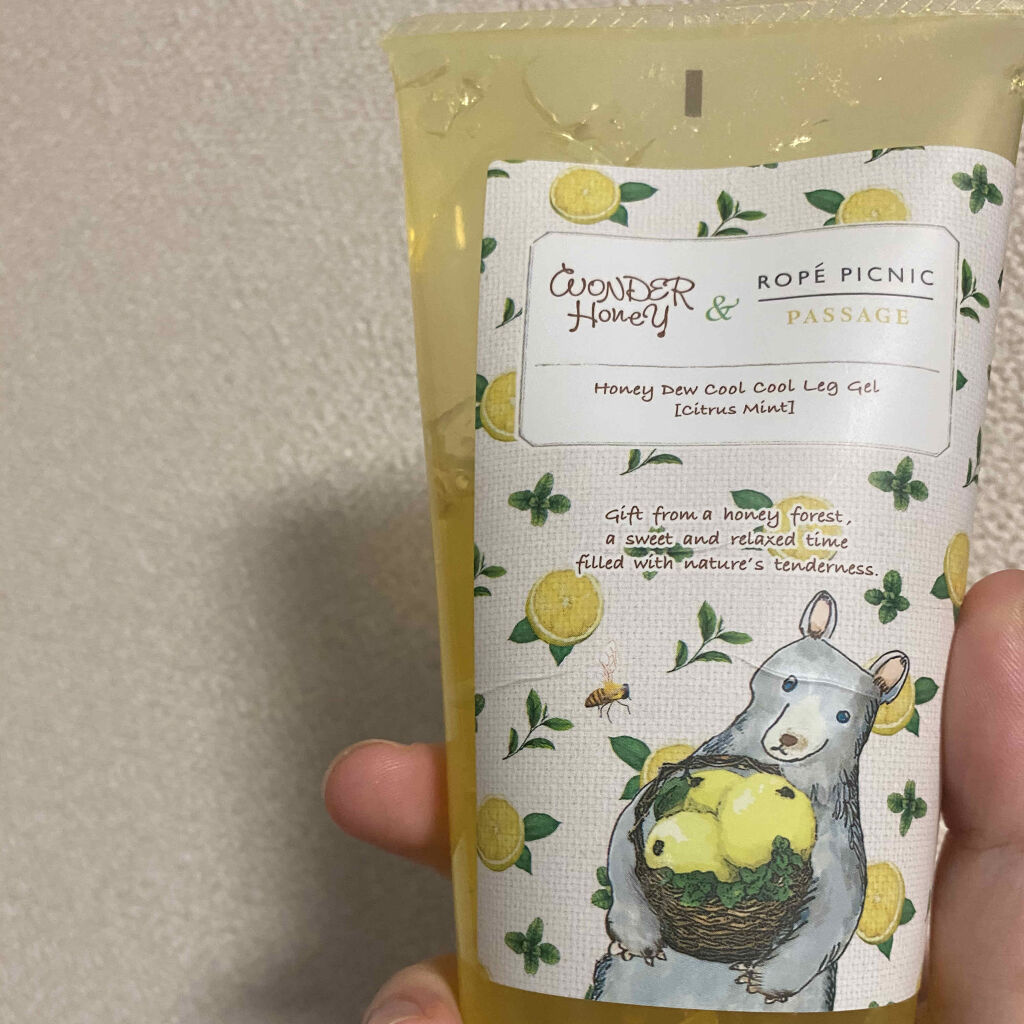 WONDER Honey & ROPÉ PICNIC PASSAGE
Honey Dew Cool Cool Leg Gel
[Citrus Mint]
Gift from a honey forest,
a sweet and relaxed time
filled with nature's tenderness.